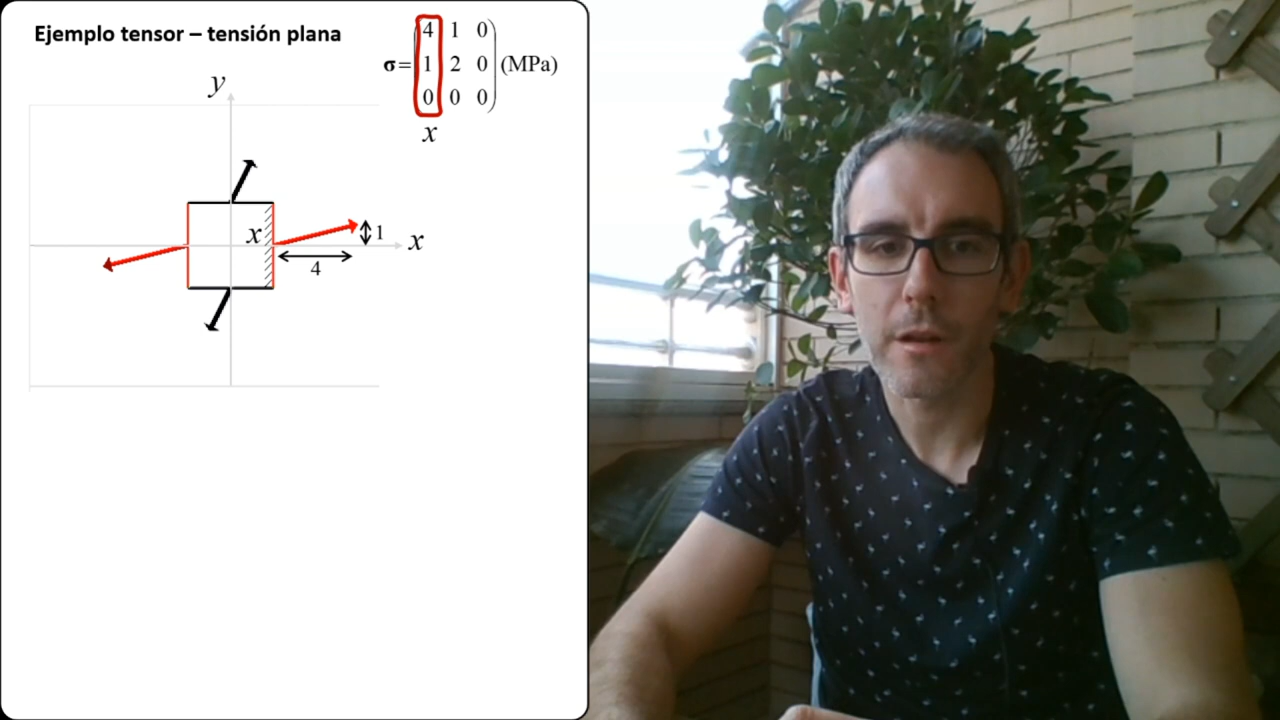 Ejemplo tensor – tensión plana
4 1 0
σ= 1 2 0 (MPa)
0 0 0
x
y
x
1
x
4